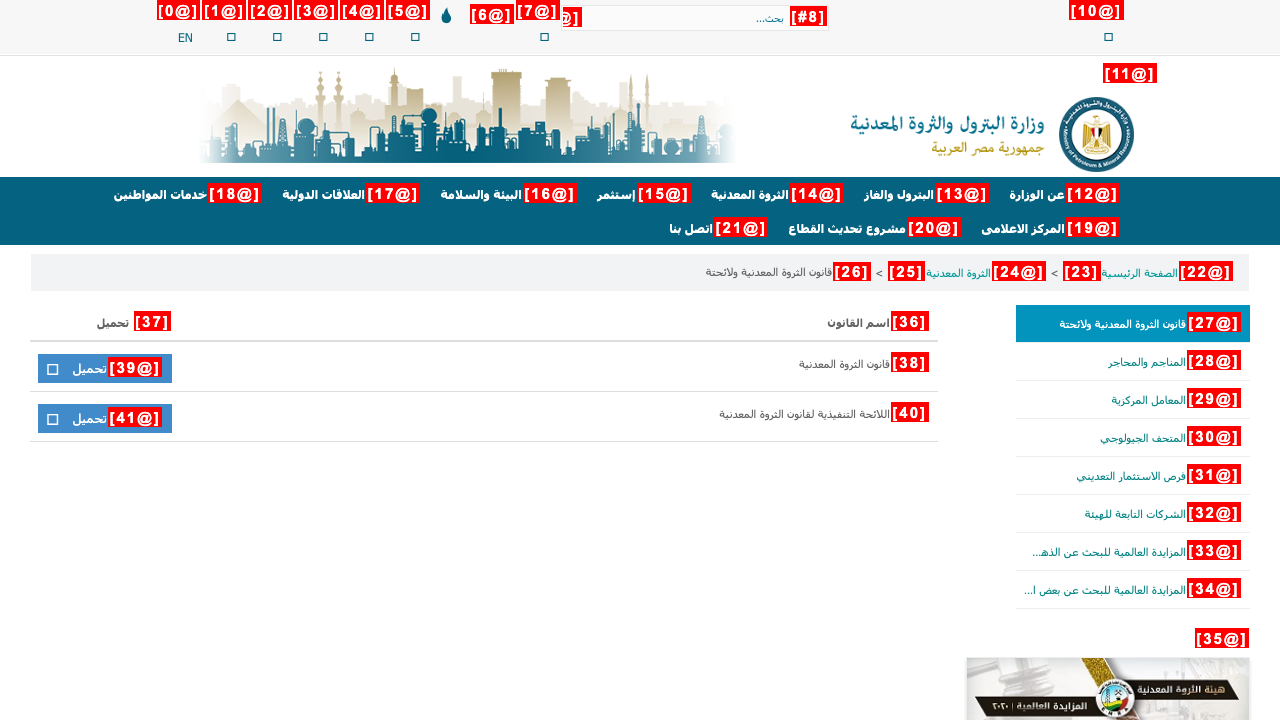 [@0] [@1] [@2] [@3] [@4] [@5] [@6] [@7] [#8] [@10]
بحث...
EN
[@11]
وزارة البترول والثروة المعدنية
جمهورية مصر العربية
[@12] عن الوزارة [@13] البترول والغاز [@14] الثروة المعدنية [@15] إستثمر [@16] البيئة والسلامة [@17] العلاقات الدولية [@18] خدمات المواطنين
[@19] المركز الاعلامى [@20] مشروع تحديث القطاع [@21] اتصل بنا
[@22] الصفحة الرئيسية [23] > [@24] الثروة المعدنية [25] > [26] قانون الثروة المعدنية ولائحتة
[@27] قانون الثروة المعدنية ولائحتة
[@28] المناجم والمحاجر
[@29] المعامل المركزية
[@30] المتحف الجيولوجي
[@31] فرص الاستثمار التعديني
[@32] الشركات التابعة للهيئة
[@33] المزايدة العالمية للبحث عن الذهـ...
[@34] المزايدة العالمية للبحث عن بعض ا...
[@35]
هيئة الثروة المعدنية
المزايدة العالمية | ٢٠٢٠
[36] اسم القانون [37] تحميل
[38] قانون الثروة المعدنية [@39] تحميل
[40] اللائحة التنفيذية لقانون الثروة المعدنية [@41] تحميل